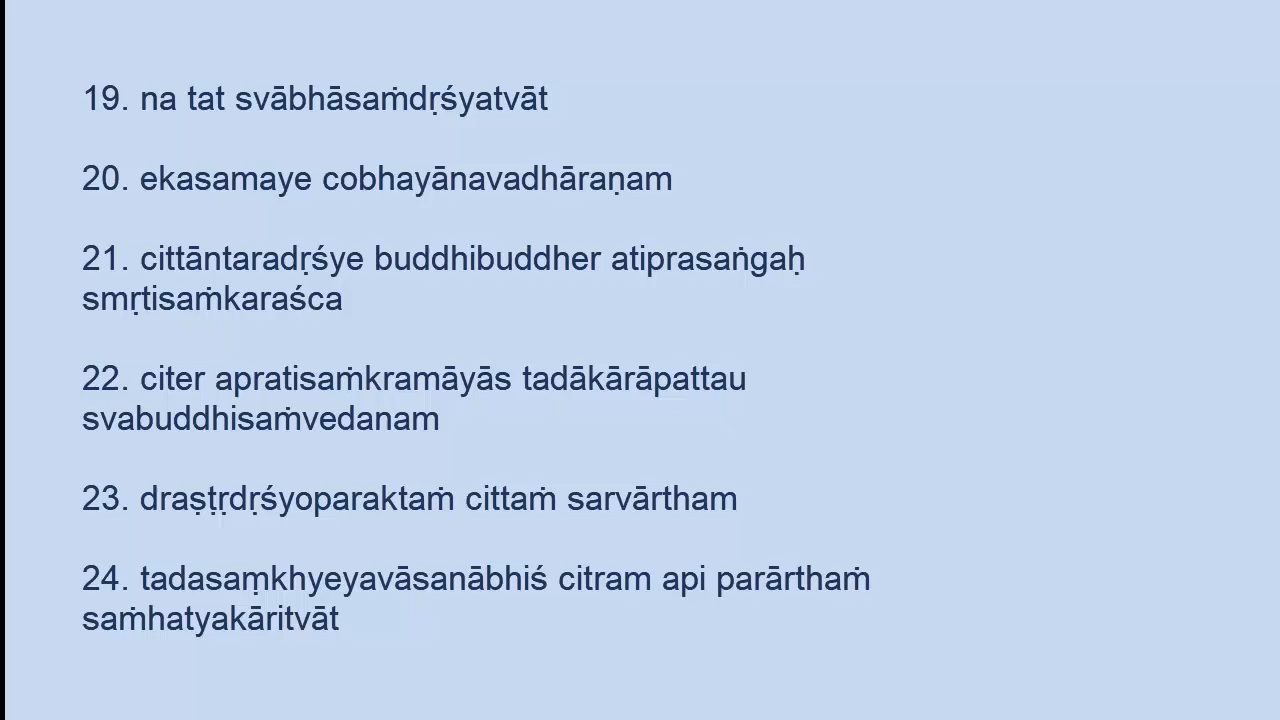 19. na tat svābhāsaṁdṛśyatvāt
20. ekasamaye cobhayānavadhāraṇam
21. cittāntaradṛśye buddhibuddher atiprasaṅgaḥ
smṛtisaṁkaraśca
22. citer apratisaṁkramāyās tadākārāpattau
svabuddhisaṁvedanam
23. draṣṭṛdṛśyoparaktaṁ cittaṁ sarvārtham
24. tadasaṃkhyeyavāsanābhiś citram api parārthaṁ
saṁhatyakāritvāt